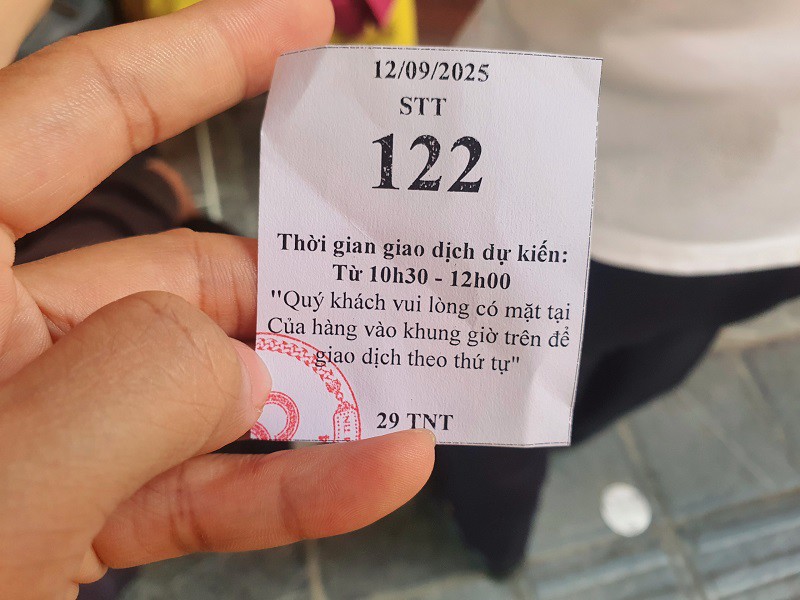 12/09/2025
STT
122
Thời gian giao dịch dự kiến:
Từ 10h30 - 12h00
"Quý khách vui lòng có mặt tại
Của hàng vào khung giờ trên để
giao dịch theo thứ tự"
29 TNT